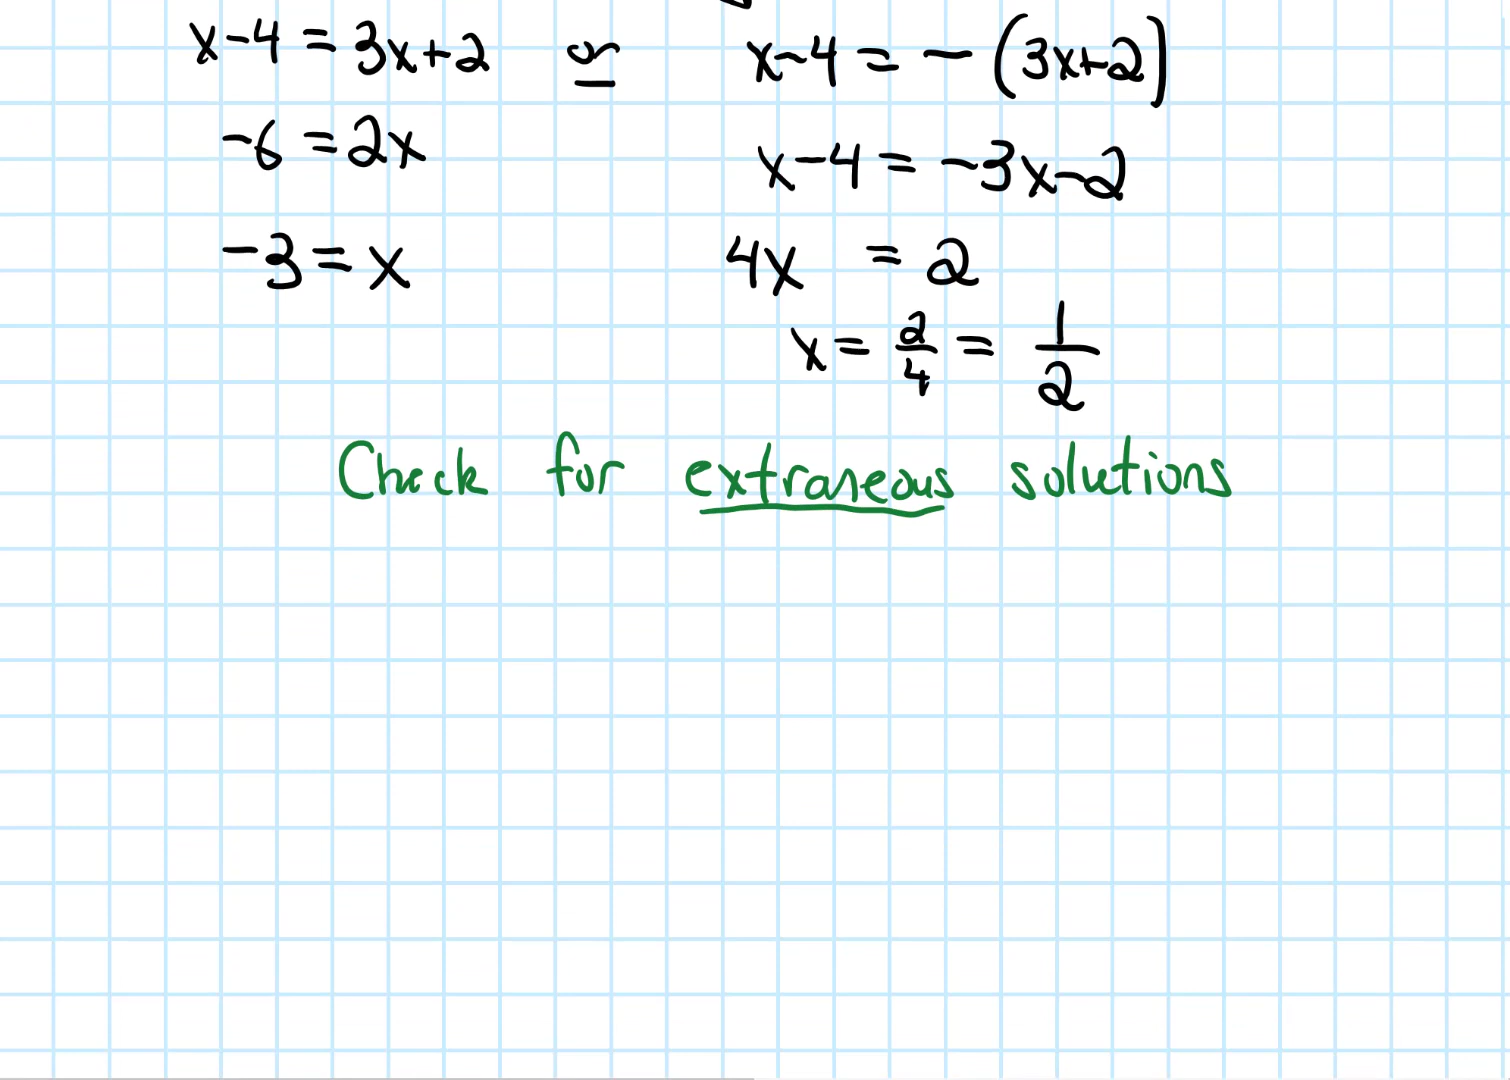 x-4 = 3x+2 or x-4 = -(3x+2)
-6 = 2x x-4 = -3x-2
-3 = x 4x = 2
x = 2/4 = 1/2
Check for extraneous solutions